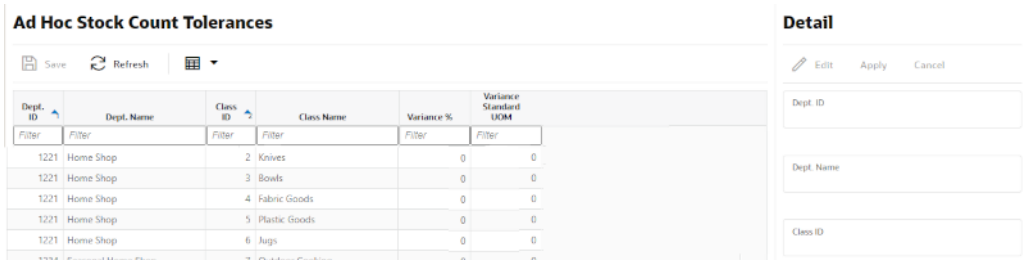 Ad Hoc Stock Count Tolerances
Save Refresh
Dept. ID Dept. Name Class ID Class Name Variance % Variance Standard UOM
Filter Filter Filter Filter Filter Filter
1221 Home Shop 2 Knives 0 0
1221 Home Shop 3 Bowls 0 0
1221 Home Shop 4 Fabric Goods 0 0
1221 Home Shop 5 Plastic Goods 0 0
1221 Home Shop 6 Jugs 0 0
Detail
Edit Apply Cancel
Dept. ID
Dept. Name
Class ID